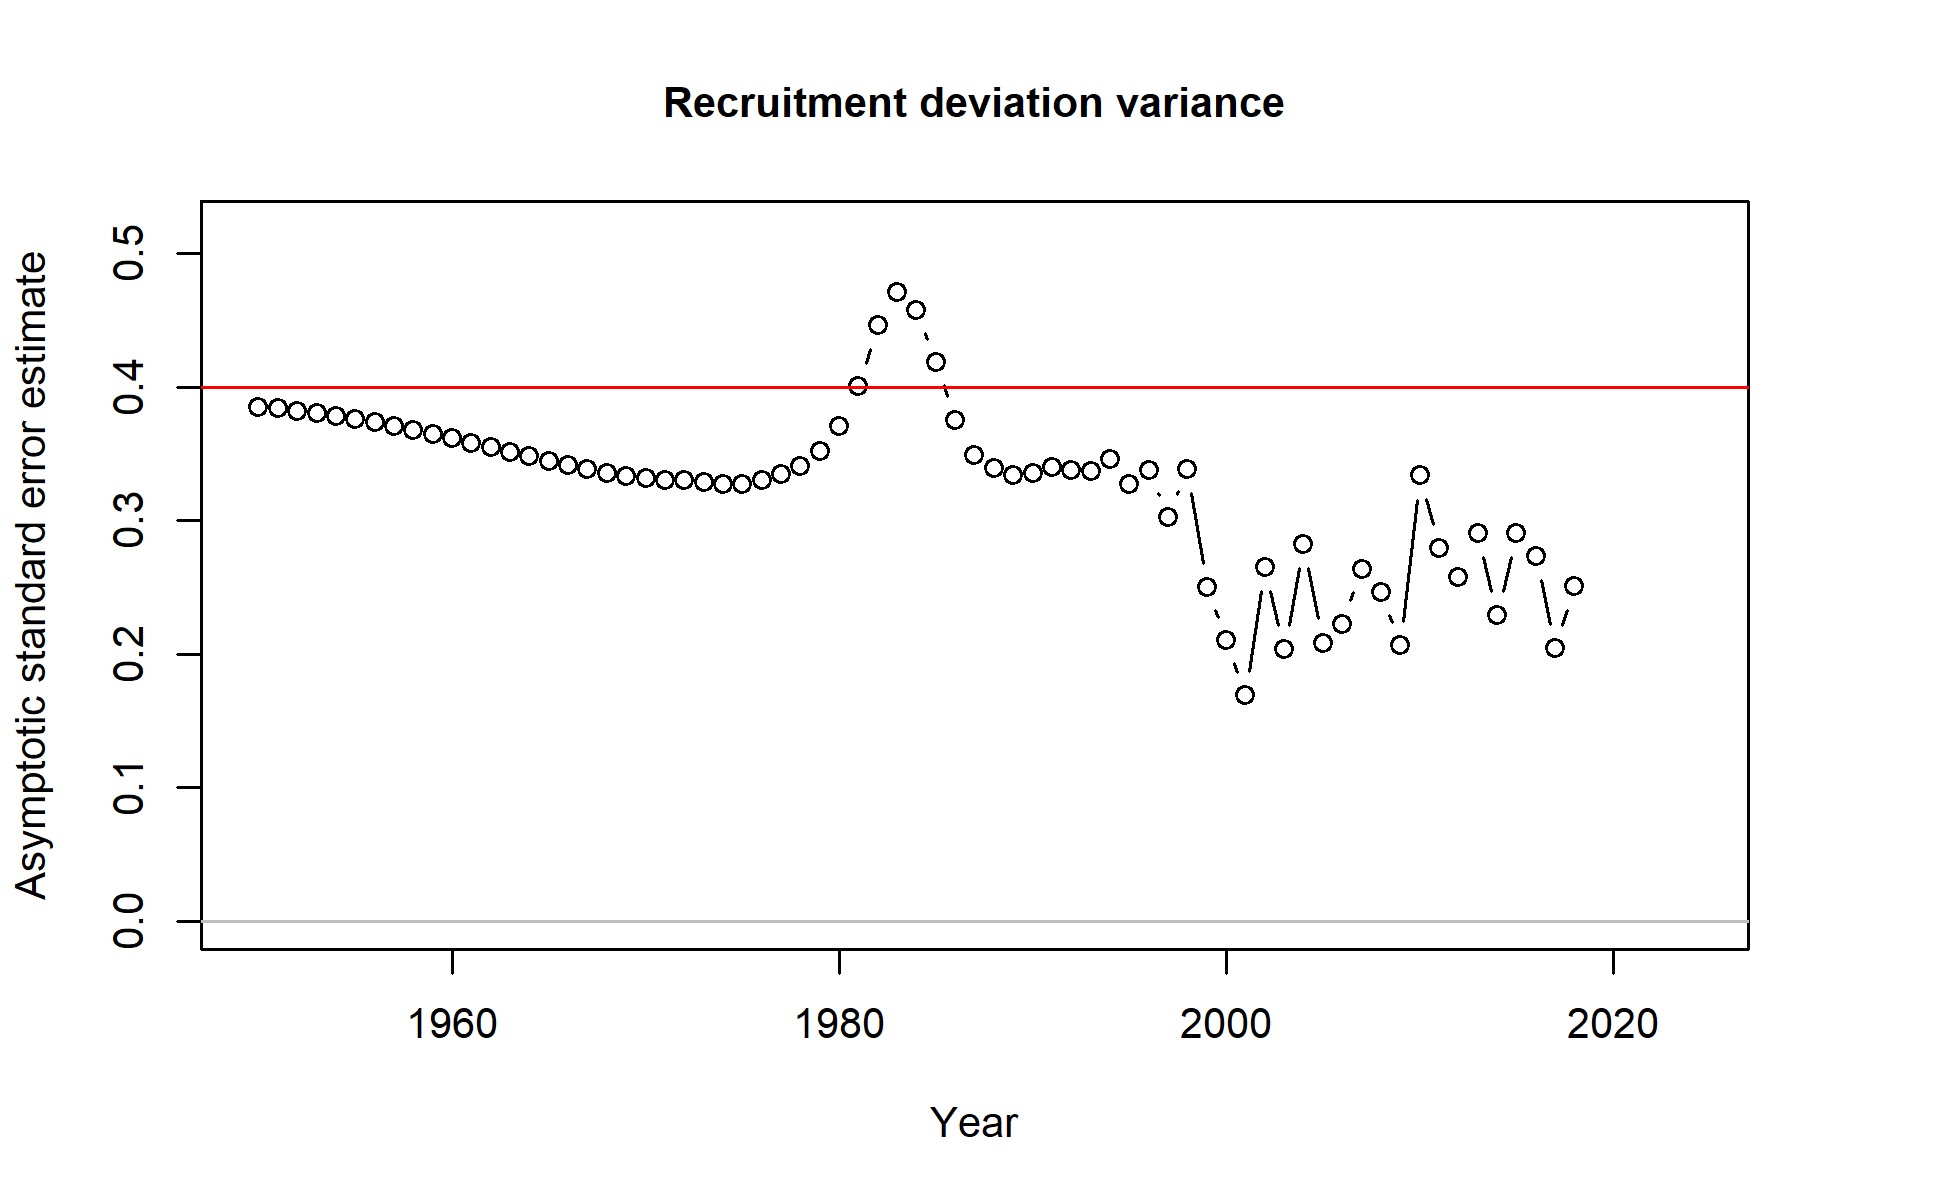 Recruitment deviation variance
Asymptotic standard error estimate
0.5
0.4
0.3
0.2
0.1
0.0
1960 1980 2000 2020
Year